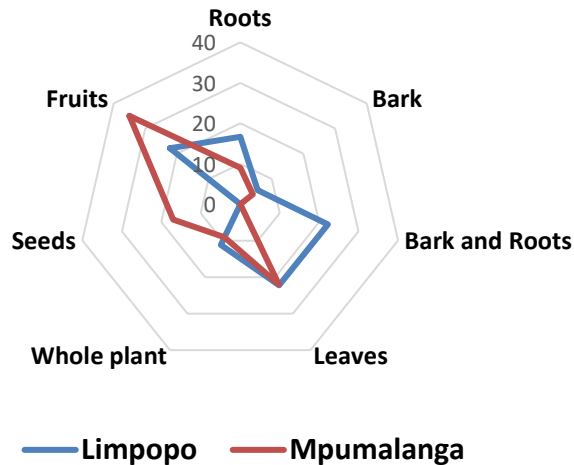 Roots
40
30
20
10
0
Bark
Bark and Roots
Leaves
Whole plant
Seeds
Fruits
Limpopo
Mpumalanga